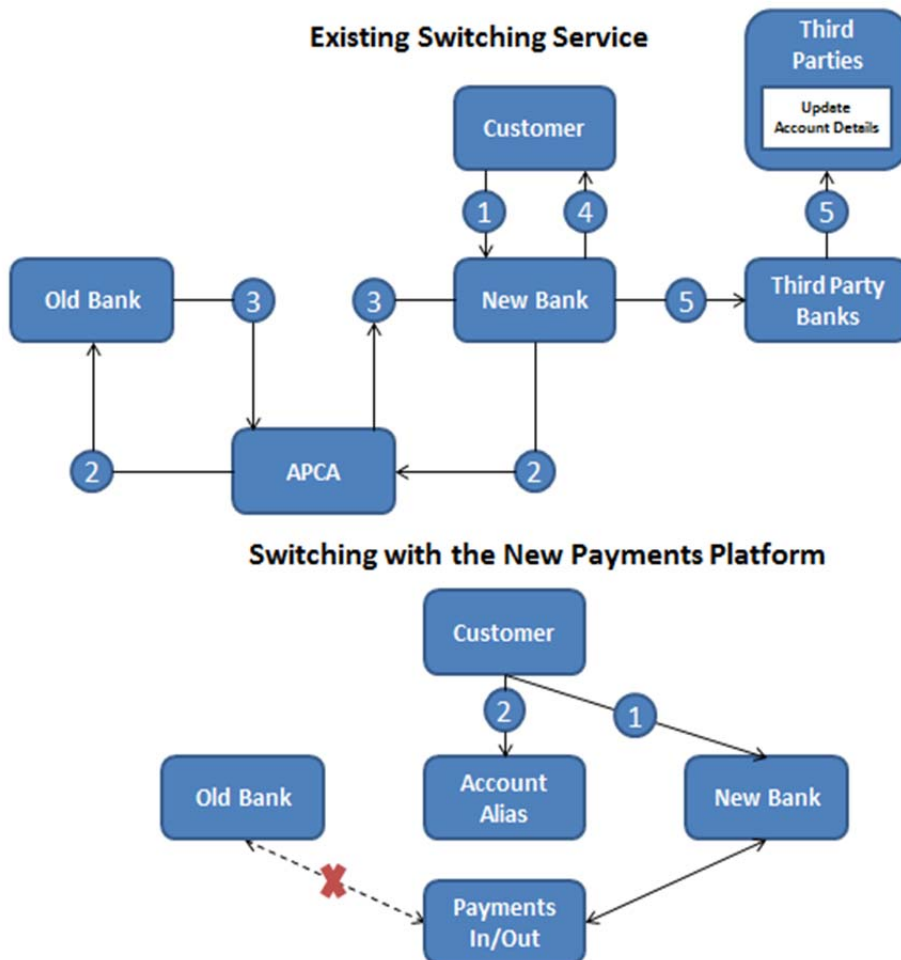 Existing Switching Service
Third
Parties
Update
Account Details
Customer
1
4
5
Old Bank
3
3
New Bank
5
Third Party
Banks
2
APCA
2
Switching with the New Payments Platform
Customer
2
1
Old Bank
Account
Alias
New Bank
Payments
In/Out